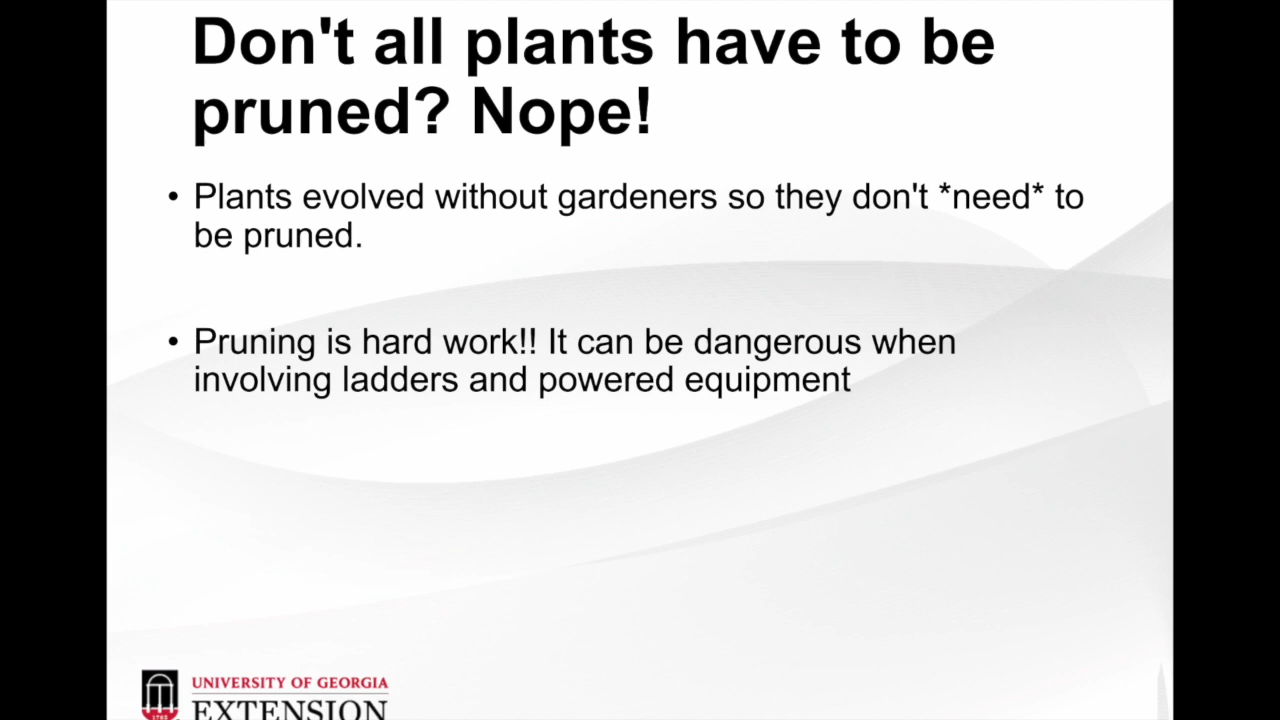 Don't all plants have to be
pruned? Nope!
• Plants evolved without gardeners so they don't *need* to
be pruned.
• Pruning is hard work!! It can be dangerous when
involving ladders and powered equipment
UNIVERSITY OF GEORGIA
EXTENSION
1785